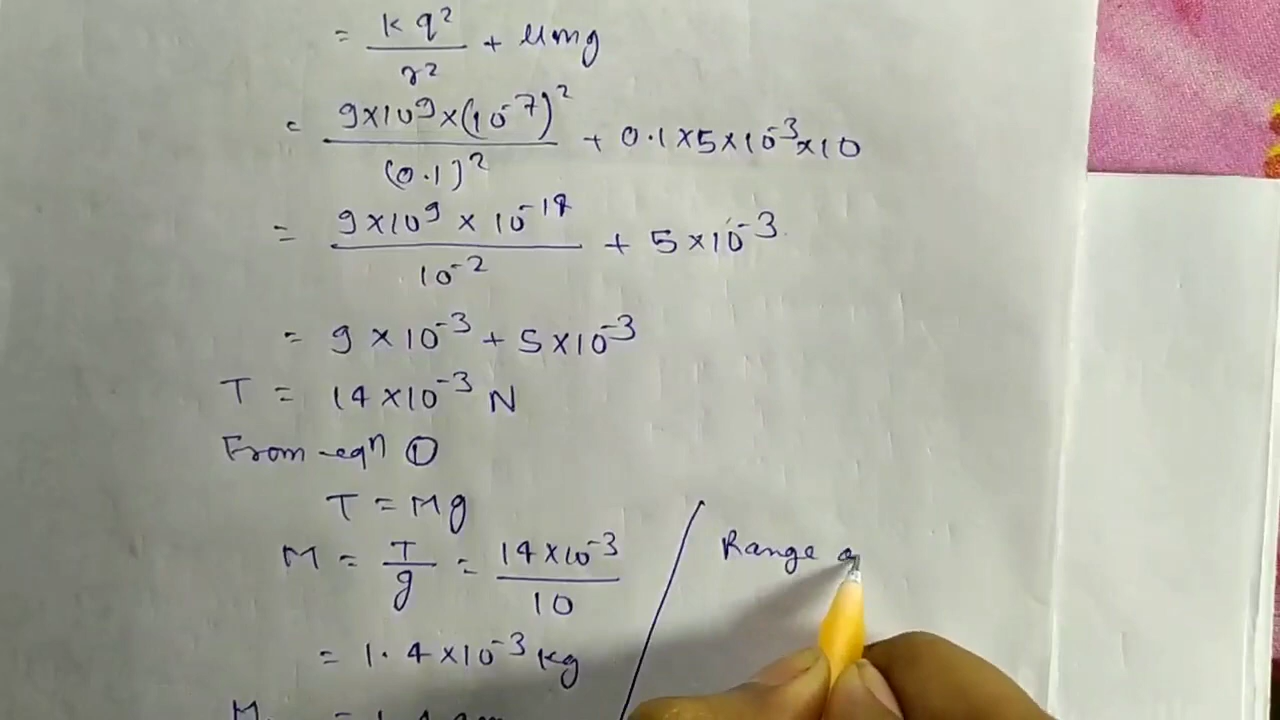 = kq²/r² + μmg
= 9×10⁹×(10⁻⁷)²/(0.1)² + 0.1×5×10⁻³×10
= 9×10⁹×10⁻¹⁴/10⁻² + 5×10⁻³
= 9×10⁻³ + 5×10⁻³
T = 14×10⁻³ N
From eqⁿ ①
T = Mg
M = T/g = 14×10⁻³/10
= 1.4×10⁻³ kg
Range